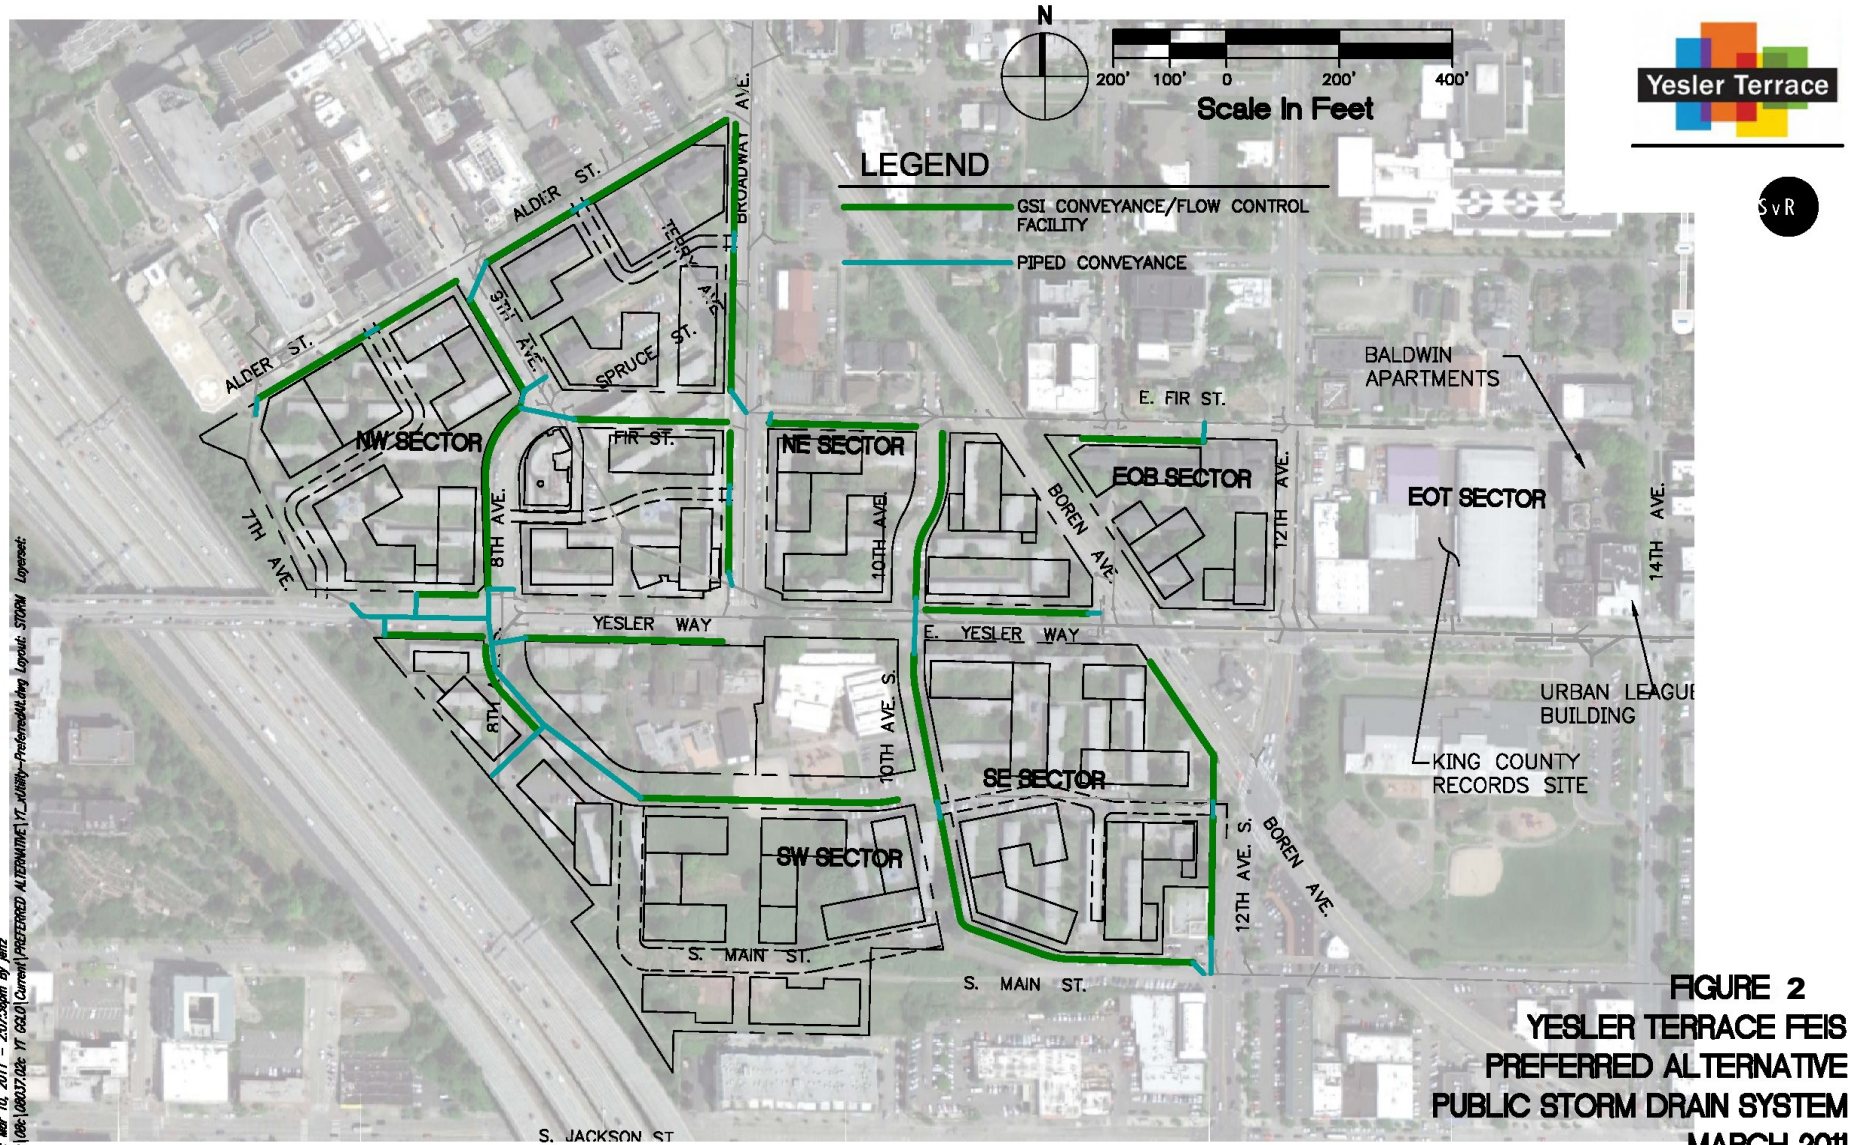 N
200' 100' 0 200' 400'
Scale In Feet
Yesler Terrace
SvR
LEGEND
GSI CONVEYANCE/FLOW CONTROL
FACILITY
PIPED CONVEYANCE
BROADWAY AVE.
ALDER ST.
TERRY AVE.
9TH AVE.
SPRUCE ST.
ALDER ST.
BALDWIN
APARTMENTS
E. FIR ST.
NW SECTOR
FIR ST.
NE SECTOR
EOB SECTOR
EOT SECTOR
7TH AVE.
8TH AVE.
10TH AVE.
BOREN AVE.
12TH AVE.
14TH AVE.
YESLER WAY
E. YESLER WAY
8TH
10TH AVE. S.
URBAN LEAGUE
BUILDING
KING COUNTY
RECORDS SITE
SE SECTOR
SW SECTOR
12TH AVE. S.
BOREN AVE.
S. MAIN ST.
S. MAIN ST.
S. JACKSON ST
FIGURE 2
YESLER TERRACE FEIS
PREFERRED ALTERNATIVE
PUBLIC STORM DRAIN SYSTEM
MARCH 2011